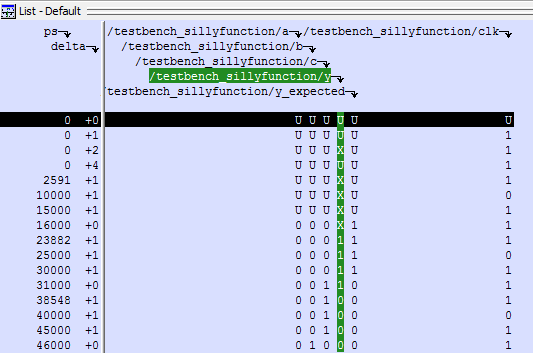 List - Default
ps /testbench_sillyfunction/a /testbench_sillyfunction/clk
delta /testbench_sillyfunction/b
/testbench_sillyfunction/c
/testbench_sillyfunction/y
/testbench_sillyfunction/y_expected
0 +0 U U U U U U
0 +1 U U U U U 1
0 +2 U U U X U 1
0 +4 U U U U U 1
2591 +1 U U U X U 1
10000 +1 U U U X U 0
15000 +1 U U U X U 1
16000 +0 0 0 0 X 1 1
23882 +1 0 0 0 1 1 1
25000 +1 0 0 0 1 1 0
30000 +1 0 0 0 1 1 1
31000 +0 0 0 1 1 0 1
38548 +1 0 0 1 0 0 1
40000 +1 0 0 1 0 0 0
45000 +1 0 0 1 0 0 1
46000 +0 0 1 0 0 0 1